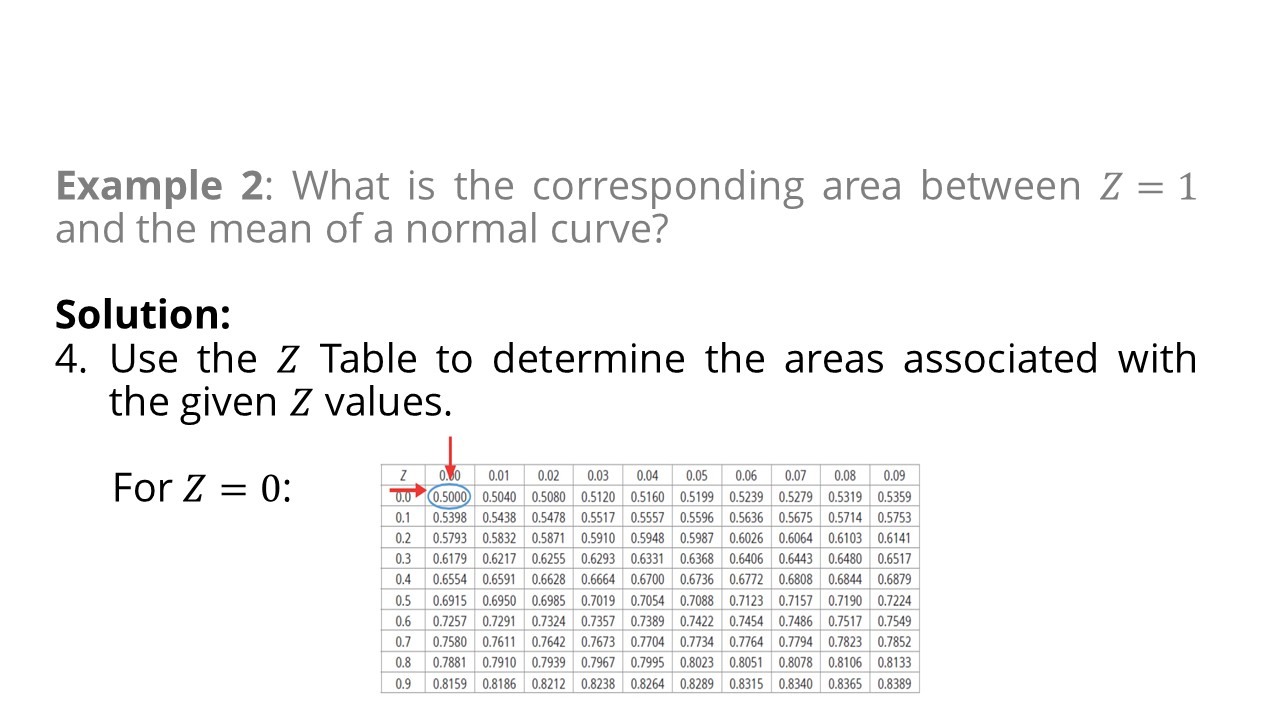 Example 2: What is the corresponding area between Z = 1
and the mean of a normal curve?
Solution:
4. Use the Z Table to determine the areas associated with
the given Z values.
For Z = 0:
Z 0.00 0.01 0.02 0.03 0.04 0.05 0.06 0.07 0.08 0.09
0.0 0.5000 0.5040 0.5080 0.5120 0.5160 0.5199 0.5239 0.5279 0.5319 0.5359
0.1 0.5398 0.5438 0.5478 0.5517 0.5557 0.5596 0.5636 0.5675 0.5714 0.5753
0.2 0.5793 0.5832 0.5871 0.5910 0.5948 0.5987 0.6026 0.6064 0.6103 0.6141
0.3 0.6179 0.6217 0.6255 0.6293 0.6331 0.6368 0.6406 0.6443 0.6480 0.6517
0.4 0.6554 0.6591 0.6628 0.6664 0.6700 0.6736 0.6772 0.6808 0.6844 0.6879
0.5 0.6915 0.6950 0.6985 0.7019 0.7054 0.7088 0.7123 0.7157 0.7190 0.7224
0.6 0.7257 0.7291 0.7324 0.7357 0.7389 0.7422 0.7454 0.7486 0.7517 0.7549
0.7 0.7580 0.7611 0.7642 0.7673 0.7704 0.7734 0.7764 0.7794 0.7823 0.7852
0.8 0.7881 0.7910 0.7939 0.7967 0.7995 0.8023 0.8051 0.8078 0.8106 0.8133
0.9 0.8159 0.8186 0.8212 0.8238 0.8264 0.8289 0.8315 0.8340 0.8365 0.8389